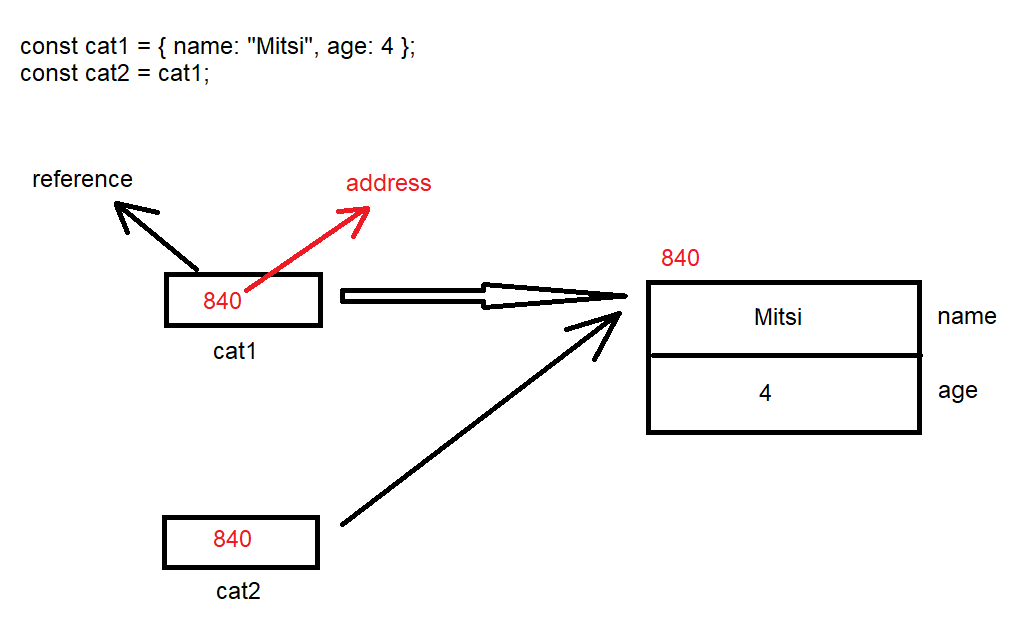 const cat1 = { name: "Mitsi", age: 4 };
const cat2 = cat1;
reference
address
840
840
Mitsi
name
cat1
4
age
840
cat2